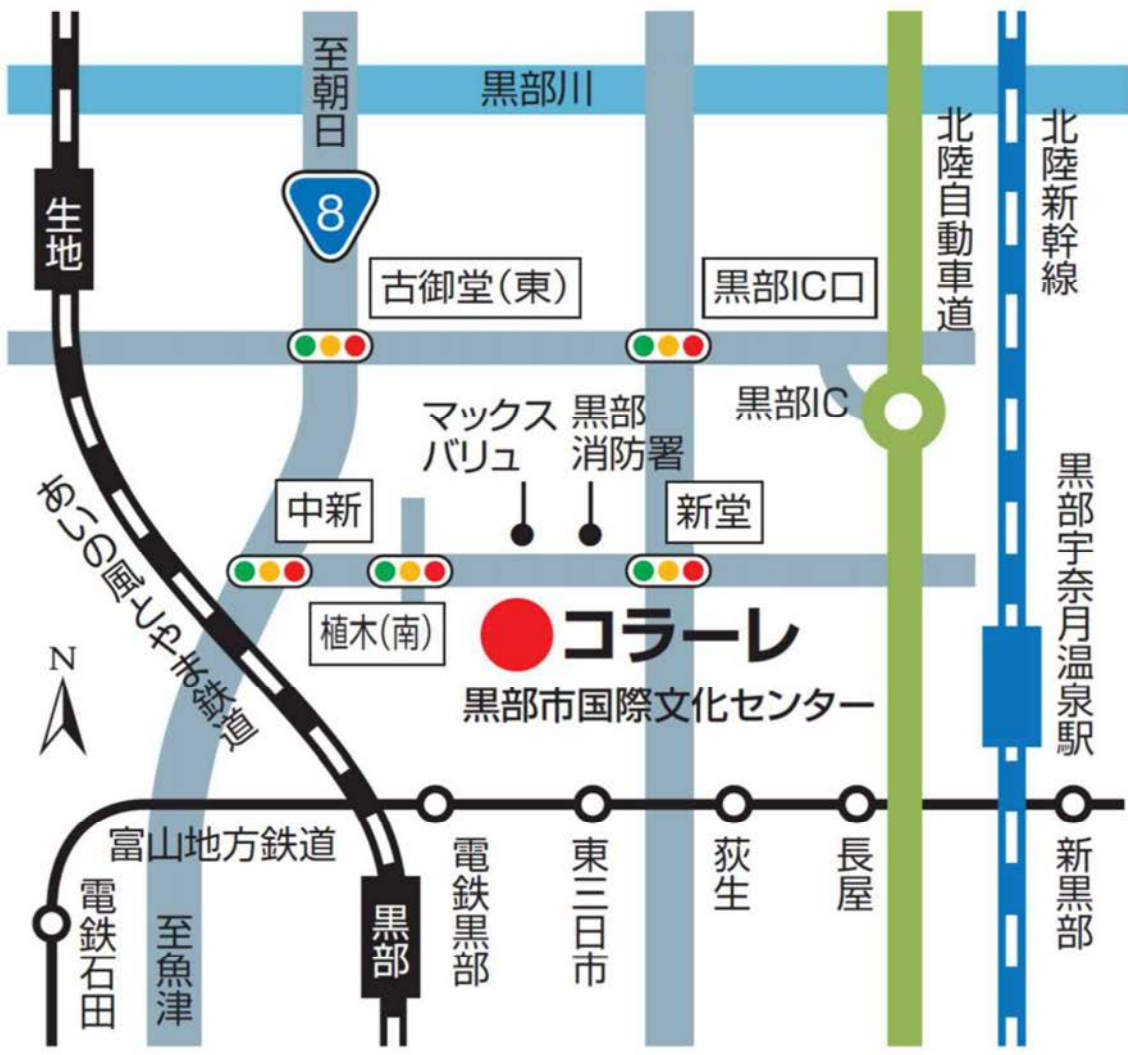 至朝日
黒部川
8
生地
北陸自動車道
北陸新幹線
古御堂(東)
黒部IC口
黒部IC
マックス
バリュ
黒部
消防署
中新
新堂
植木(南)
あいの風とやま鉄道
N
コラーレ
黒部市国際文化センター
黒部宇奈月温泉駅
富山地方鉄道
電鉄石田
至魚津
黒部
電鉄黒部
東三日市
荻生
長屋
新黒部